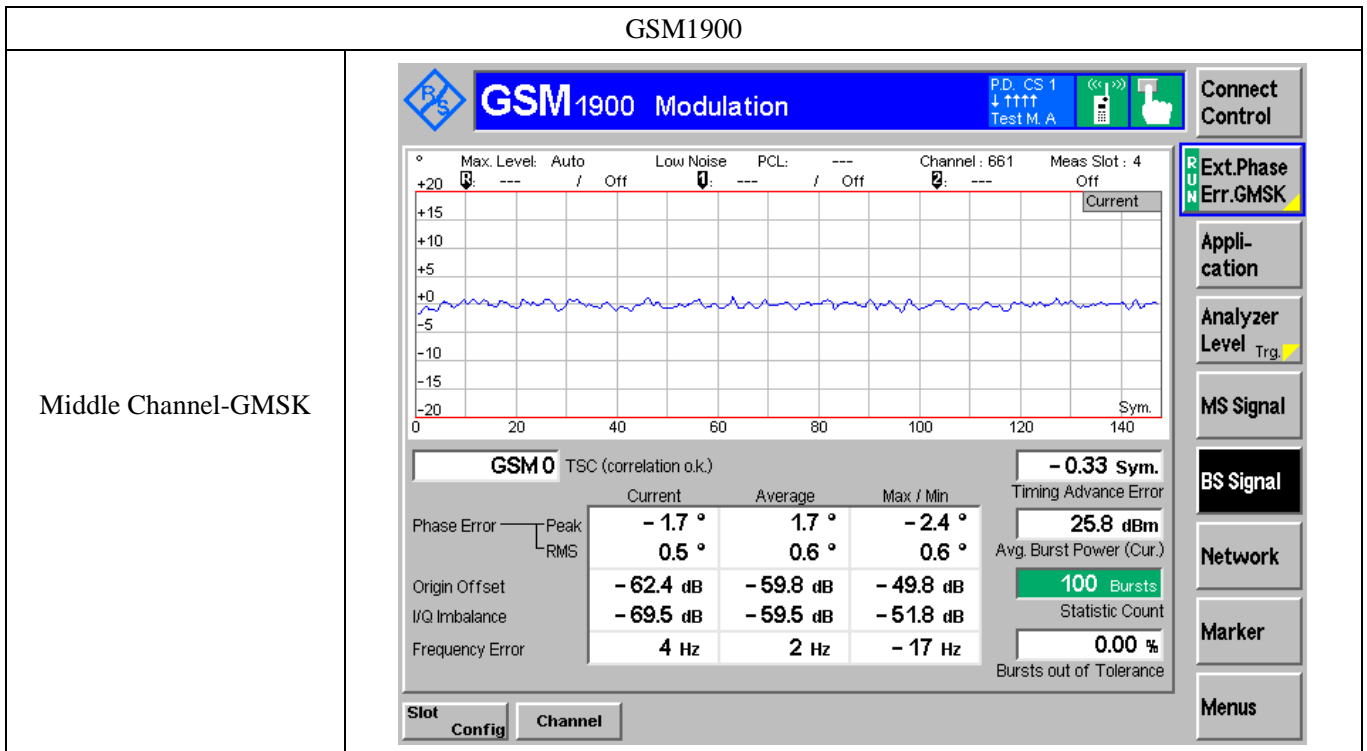 GSM1900
Middle Channel-GMSK
R&S
GSM 1900 Modulation
P.D. CS 1
↓ ↑↑↑↑
Test M. A
Connect
Control
° Max. Level: Auto Low Noise PCL: --- Channel : 661 Meas Slot : 4
R: --- / Off 1: --- / Off 2: --- Off
RUN
Ext.Phase
Err.GMSK
Current
+20
+15
+10
+5
+0
-5
-10
-15
-20
Sym.
0 20 40 60 80 100 120 140
Appli-
cation
Analyzer
Level Trg.
MS Signal
BS Signal
Network
Marker
Menus
GSM 0 TSC (correlation o.k.)
Current Average Max / Min
Phase Error Peak - 1.7 ° 1.7 ° - 2.4 °
RMS 0.5 ° 0.6 ° 0.6 °
Origin Offset - 62.4 dB - 59.8 dB - 49.8 dB
I/Q Imbalance - 69.5 dB - 59.5 dB - 51.8 dB
Frequency Error 4 Hz 2 Hz - 17 Hz
- 0.33 Sym.
Timing Advance Error
25.8 dBm
Avg. Burst Power (Cur.)
100 Bursts
Statistic Count
0.00 %
Bursts out of Tolerance
Slot
Config
Channel